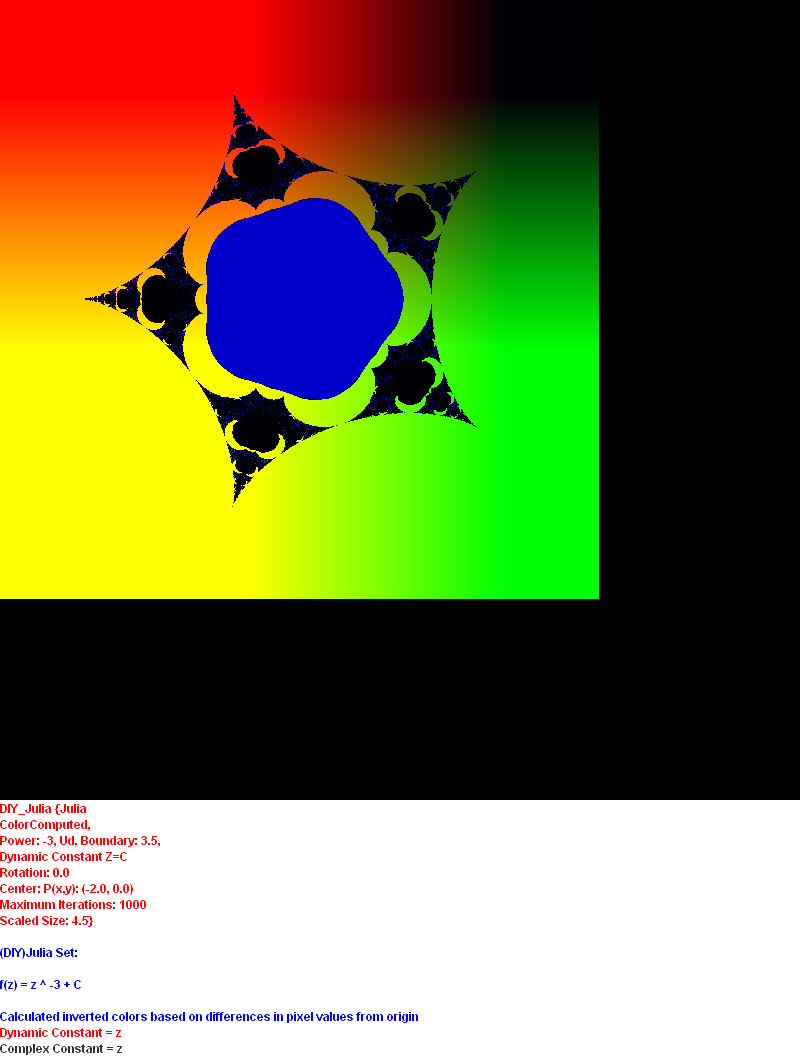 DIY_Julia {Julia
ColorComputed,
Power: -3, Ud, Boundary: 3.5,
Dynamic Constant Z=C
Rotation: 0.0
Center: P(x,y): (-2.0, 0.0)
Maximum Iterations: 1000
Scaled Size: 4.5}
(DIY)Julia Set:
f(z) = z ^ -3 + C
Calculated inverted colors based on differences in pixel values from origin
Dynamic Constant = z
Complex Constant = z